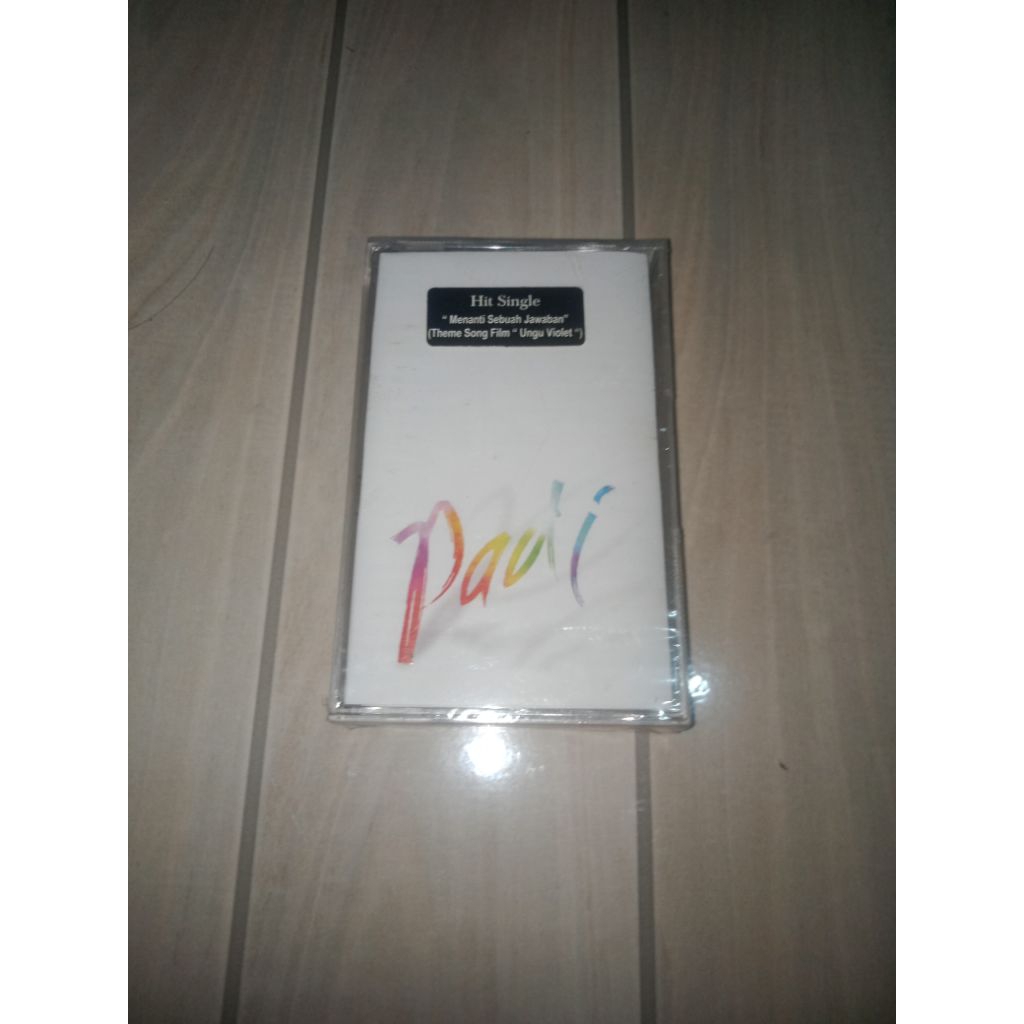 Hit Single
" Menanti Sebuah Jawaban"
(Theme Song Film " Ungu Violet ")
Padi